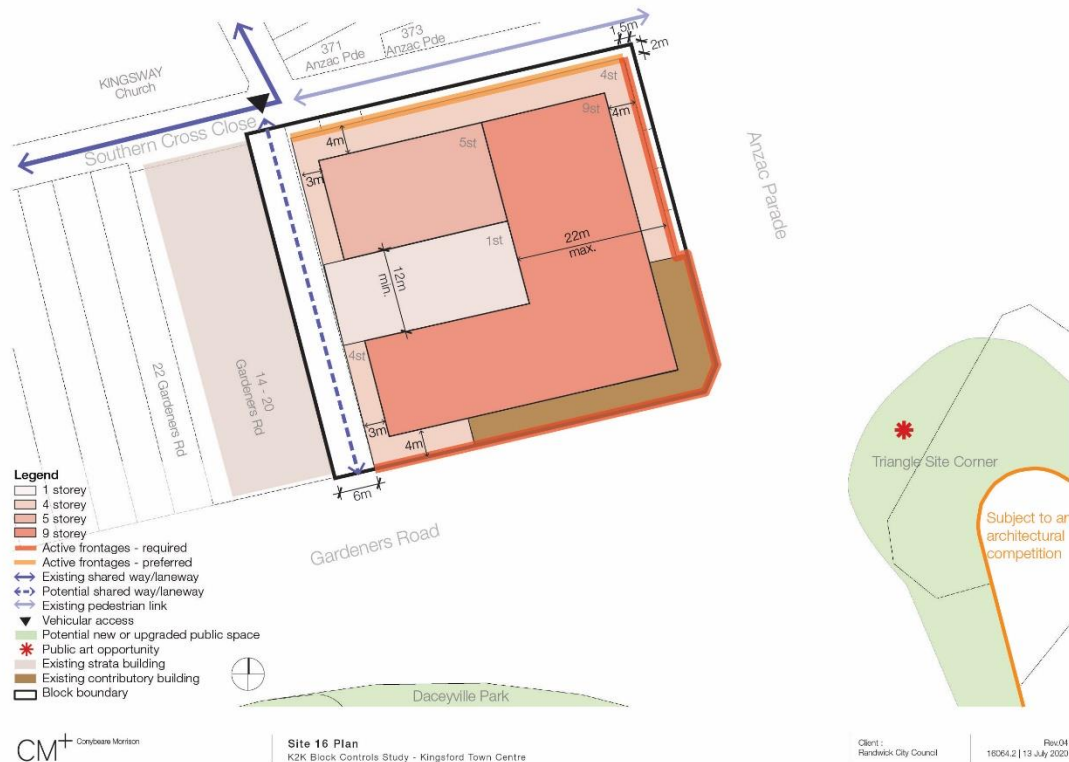 1.5m
2m
371
Anzac Pde
373
Anzac Pde
KINGSWAY
Church
4st
9st
4m
Southern Cross Close
4m
5st
3m
Anzac Parade
1st
22m
max.
12m
min.
4st
22 Gardeners Rd
14 - 20
Gardeners Rd
3m
4m
6m
Gardeners Road
Triangle Site Corner
Subject to an
architectural
competition
Legend
1 storey
4 storey
5 storey
9 storey
Active frontages - required
Active frontages - preferred
Existing shared way/laneway
Potential shared way/laneway
Existing pedestrian link
Vehicular access
Potential new or upgraded public space
Public art opportunity
Existing strata building
Existing contributory building
Block boundary
Daceyville Park
CM+ Conybeare Morrison
Site 16 Plan
K2K Block Controls Study - Kingsford Town Centre
Client :
Randwick City Council
Rev.04
16064.2 | 13 July 2020